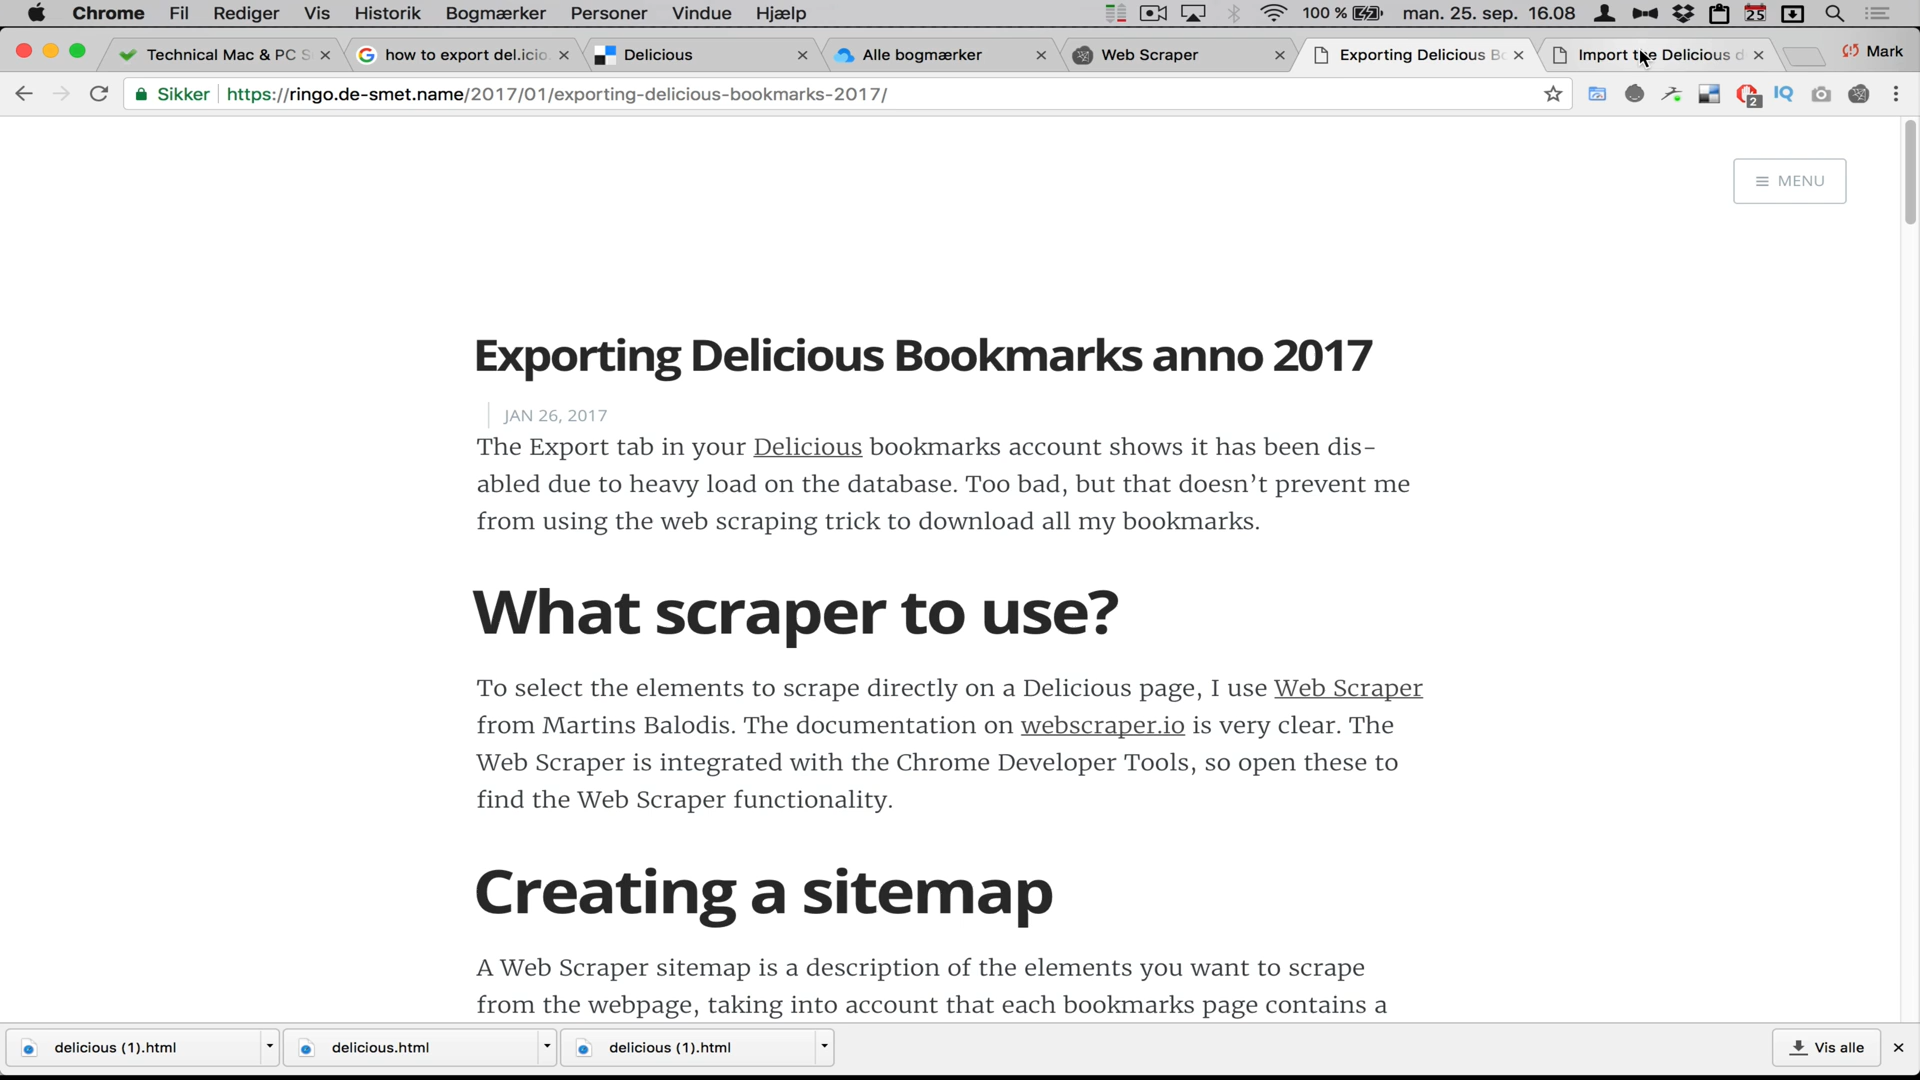 Chrome Fil Rediger Vis Historik Bogmærker Personer Vindue Hjælp 100 % man. 25. sep. 16.08 25
Technical Mac & PC S how to export del.icio. Delicious Alle bogmærker Web Scraper Exporting Delicious Bo Import the Delicious d Mark
Sikker https://ringo.de-smet.name/2017/01/exporting-delicious-bookmarks-2017/ 2 IQ
MENU
Exporting Delicious Bookmarks anno 2017
JAN 26, 2017
The Export tab in your Delicious bookmarks account shows it has been dis-
abled due to heavy load on the database. Too bad, but that doesn’t prevent me
from using the web scraping trick to download all my bookmarks.
What scraper to use?
To select the elements to scrape directly on a Delicious page, I use Web Scraper
from Martins Balodis. The documentation on webscraper.io is very clear. The
Web Scraper is integrated with the Chrome Developer Tools, so open these to
find the Web Scraper functionality.
Creating a sitemap
A Web Scraper sitemap is a description of the elements you want to scrape
from the webpage, taking into account that each bookmarks page contains a
delicious (1).html delicious.html delicious (1).html Vis alle